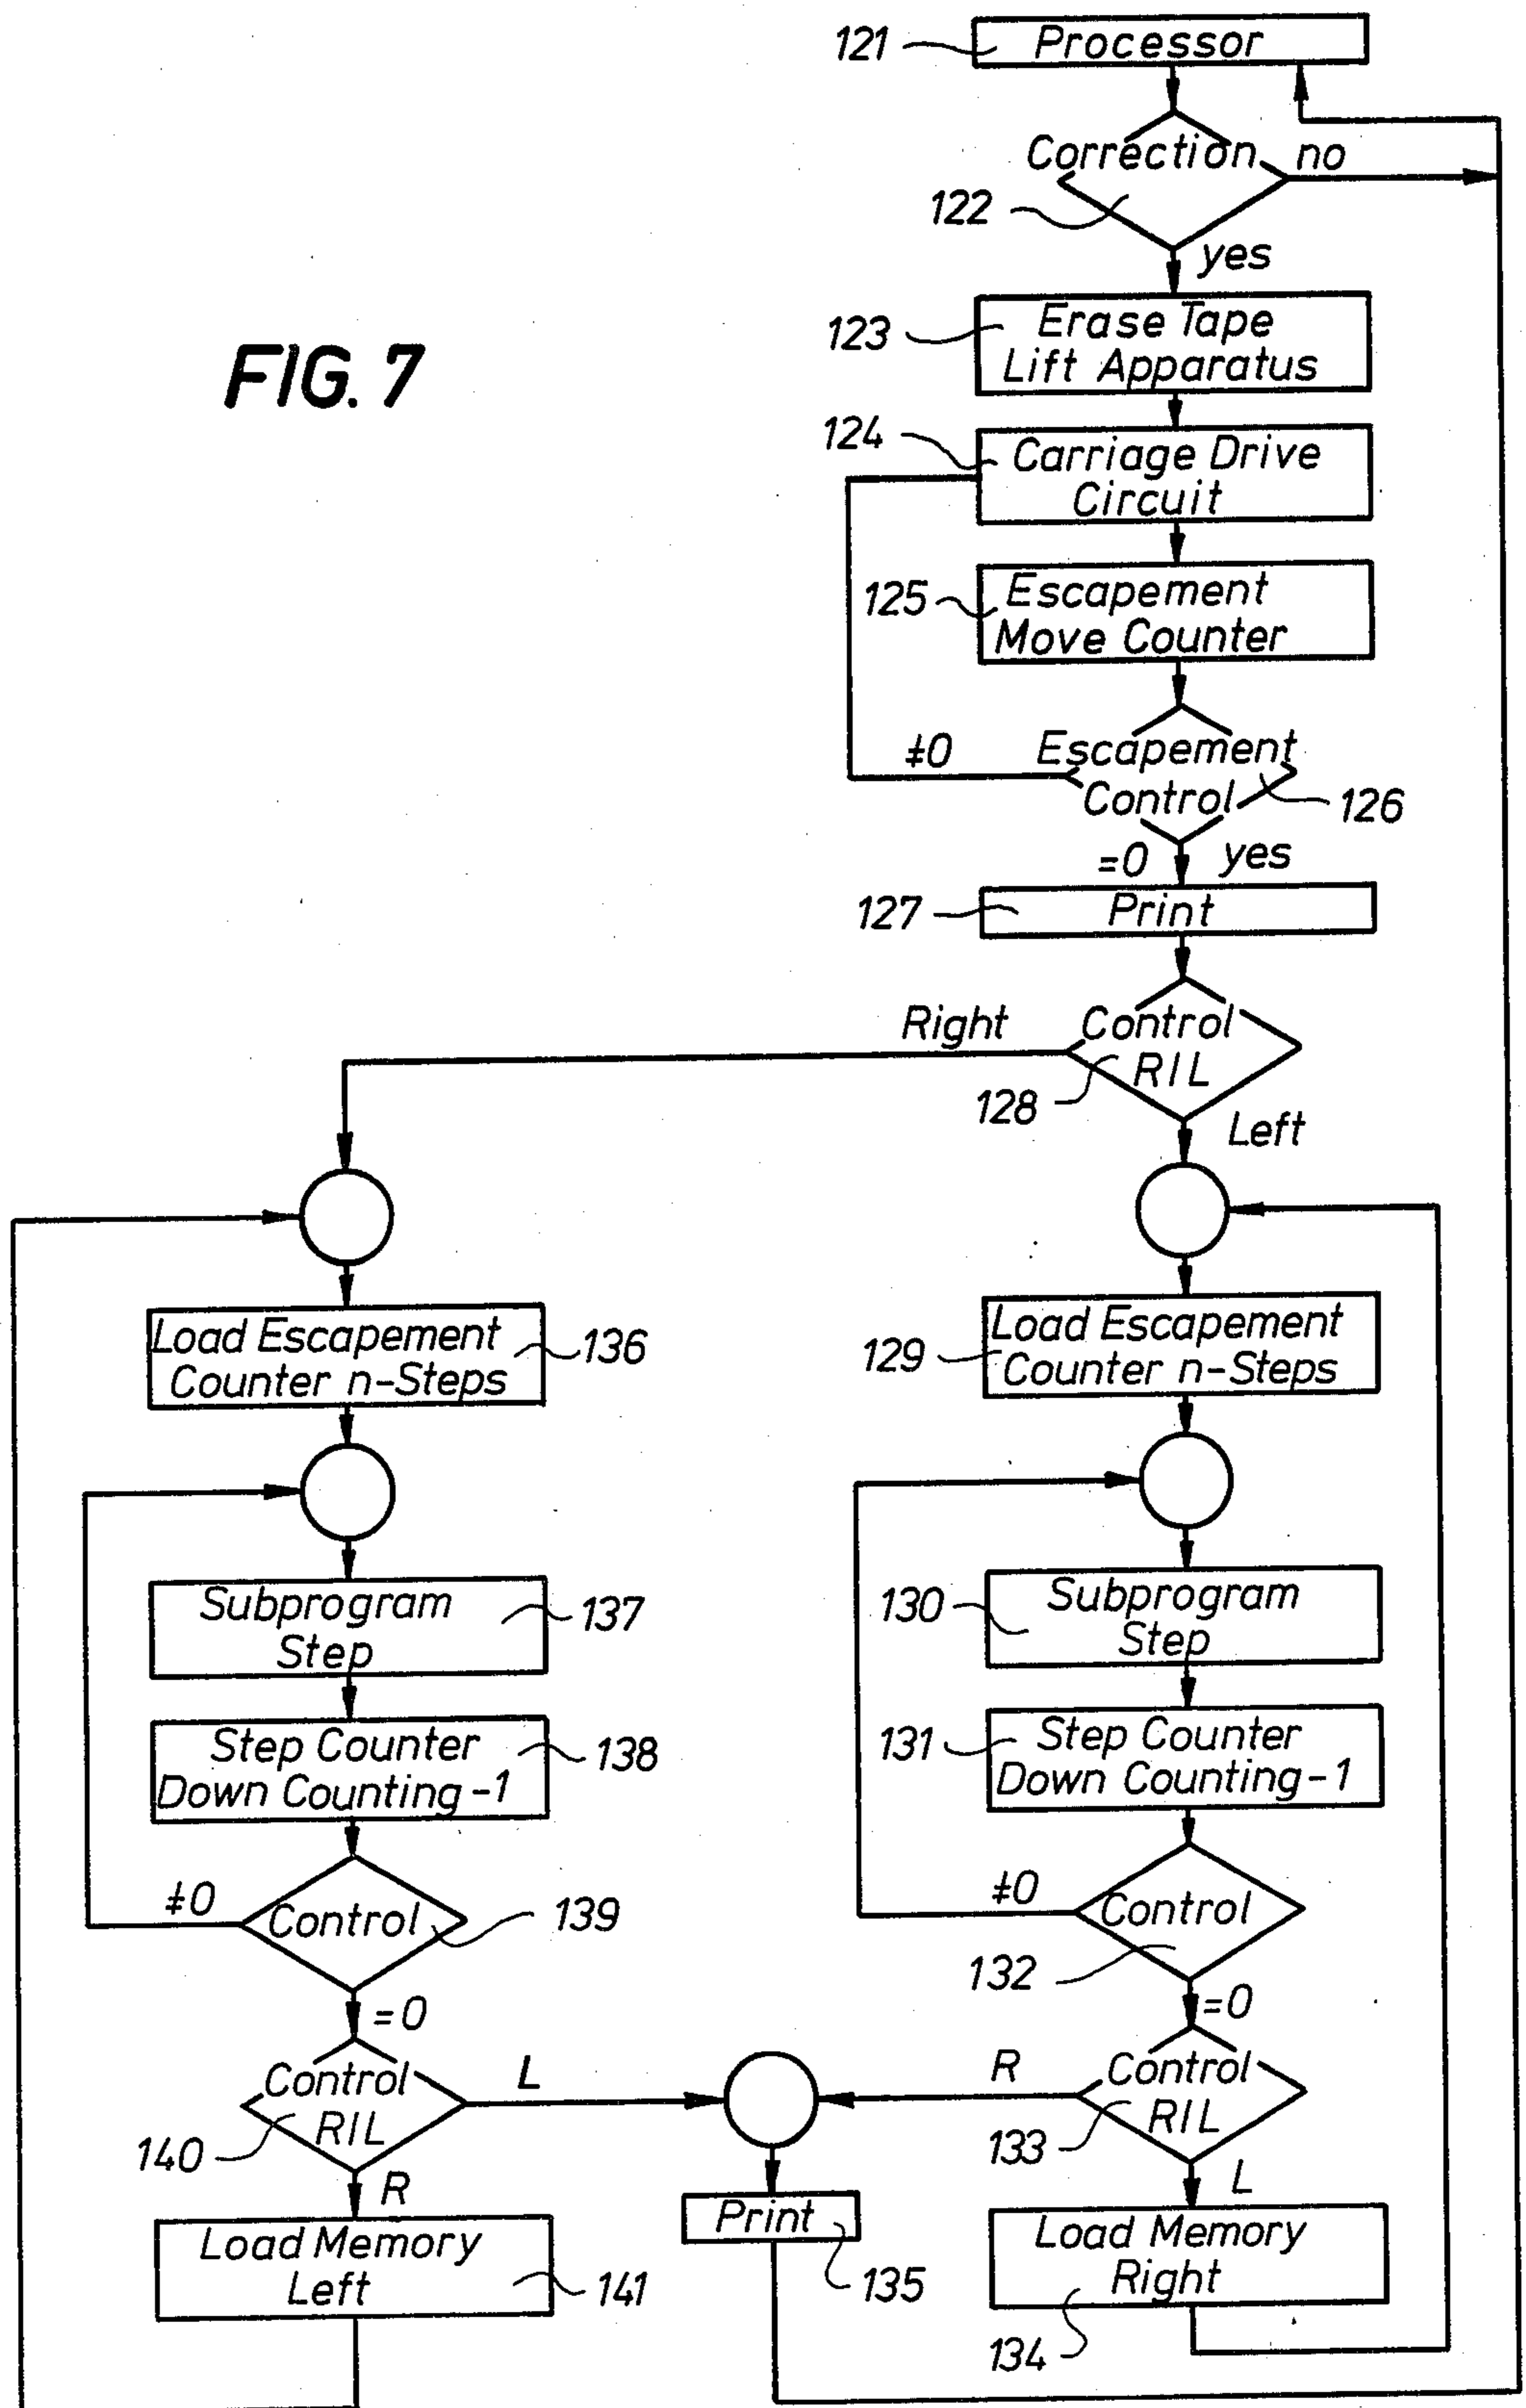 121
Processor
Correction
no
122
yes
123
Erase Tape
Lift Apparatus
FIG. 7
124
Carriage Drive
Circuit
125
Escapement
Move Counter
≠0
Escapement
Control
126
=0
yes
127
Print
Right
Control
RIL
128
Left
Load Escapement
Counter n-Steps
136
129
Load Escapement
Counter n-Steps
Subprogram
Step
137
130
Subprogram
Step
Step Counter
Down Counting-1
138
131
Step Counter
Down Counting-1
≠0
Control
139
≠0
Control
132
=0
=0
Control
RIL
140
L
R
Control
RIL
133
R
L
Load Memory
Left
141
Print
135
Load Memory
Right
134